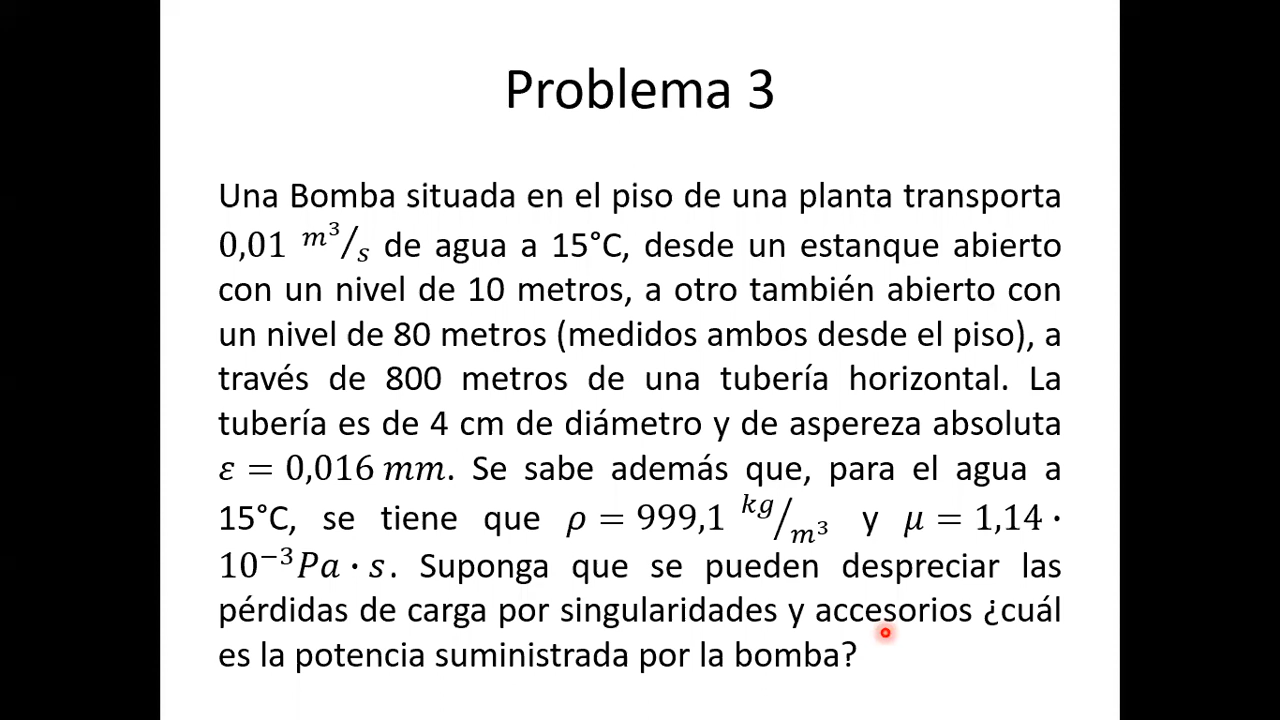 Problema 3
Una Bomba situada en el piso de una planta transporta
0,01 m³/s de agua a 15°C, desde un estanque abierto
con un nivel de 10 metros, a otro también abierto con
un nivel de 80 metros (medidos ambos desde el piso), a
través de 800 metros de una tubería horizontal. La
tubería es de 4 cm de diámetro y de aspereza absoluta
ε = 0,016 mm. Se sabe además que, para el agua a
15°C, se tiene que ρ = 999,1 kg/m³ y μ = 1,14 ·
10⁻³Pa · s. Suponga que se pueden despreciar las
pérdidas de carga por singularidades y accesorios ¿cuál
es la potencia suministrada por la bomba?